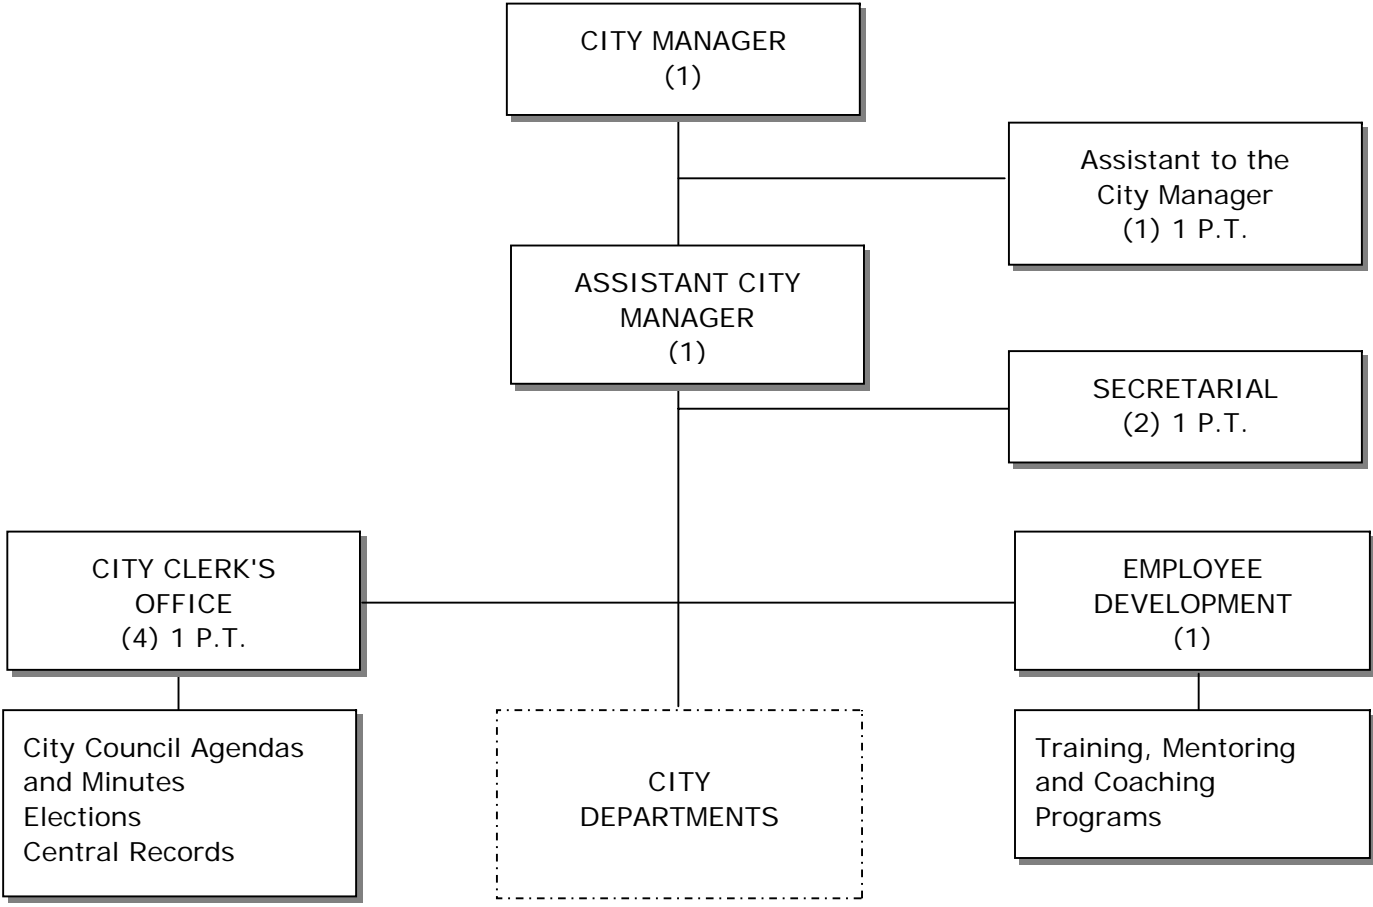 CITY MANAGER
(1)
Assistant to the
City Manager
(1) 1 P.T.
ASSISTANT CITY
MANAGER
(1)
SECRETARIAL
(2) 1 P.T.
CITY CLERK'S
OFFICE
(4) 1 P.T.
EMPLOYEE
DEVELOPMENT
(1)
City Council Agendas
and Minutes
Elections
Central Records
CITY
DEPARTMENTS
Training, Mentoring
and Coaching
Programs